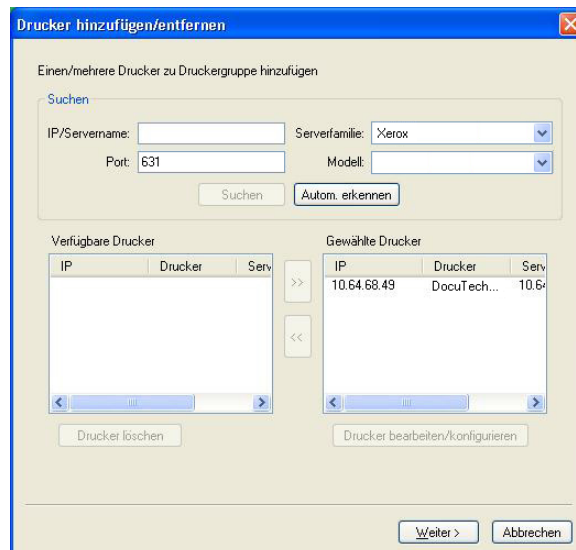 Drucker hinzufügen/entfernen
Einen/mehrere Drucker zu Druckergruppe hinzufügen
Suchen
IP/Servername: Serverfamilie: Xerox
Port: 631 Modell:
Suchen Autom. erkennen
Verfügbare Drucker Gewählte Drucker
IP Drucker Serv IP Drucker Serv
>> 10.64.68.49 DocuTech... 10.64
<<
Drucker löschen Drucker bearbeiten/konfigurieren
Weiter > Abbrechen